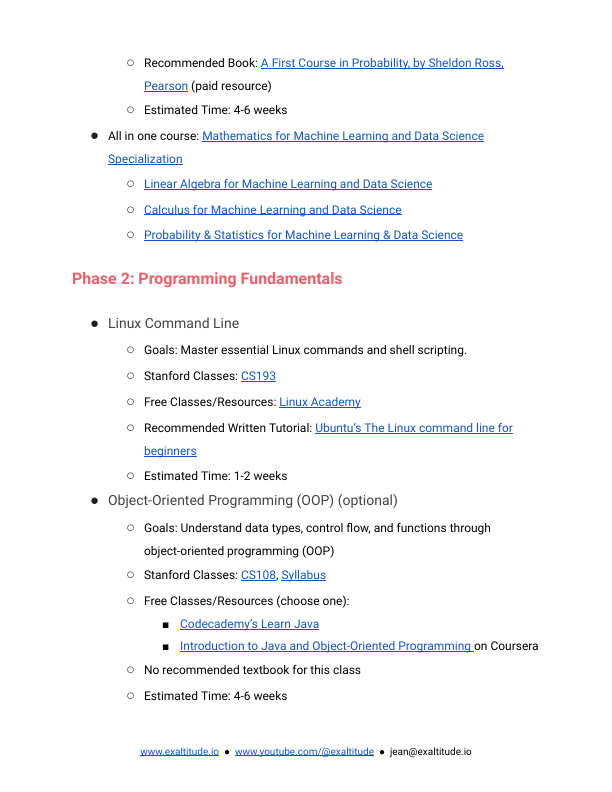 ○ Recommended Book: A First Course in Probability, by Sheldon Ross,
Pearson (paid resource)
○ Estimated Time: 4-6 weeks
● All in one course: Mathematics for Machine Learning and Data Science
Specialization
○ Linear Algebra for Machine Learning and Data Science
○ Calculus for Machine Learning and Data Science
○ Probability & Statistics for Machine Learning & Data Science
Phase 2: Programming Fundamentals
● Linux Command Line
○ Goals: Master essential Linux commands and shell scripting.
○ Stanford Classes: CS193
○ Free Classes/Resources: Linux Academy
○ Recommended Written Tutorial: Ubuntu’s The Linux command line for
beginners
○ Estimated Time: 1-2 weeks
● Object-Oriented Programming (OOP) (optional)
○ Goals: Understand data types, control flow, and functions through
object-oriented programming (OOP)
○ Stanford Classes: CS108, Syllabus
○ Free Classes/Resources (choose one):
■ Codecademy’s Learn Java
■ Introduction to Java and Object-Oriented Programming on Coursera
○ No recommended textbook for this class
○ Estimated Time: 4-6 weeks
www.exaltitude.io ● www.youtube.com/@exaltitude ● jean@exaltitude.io